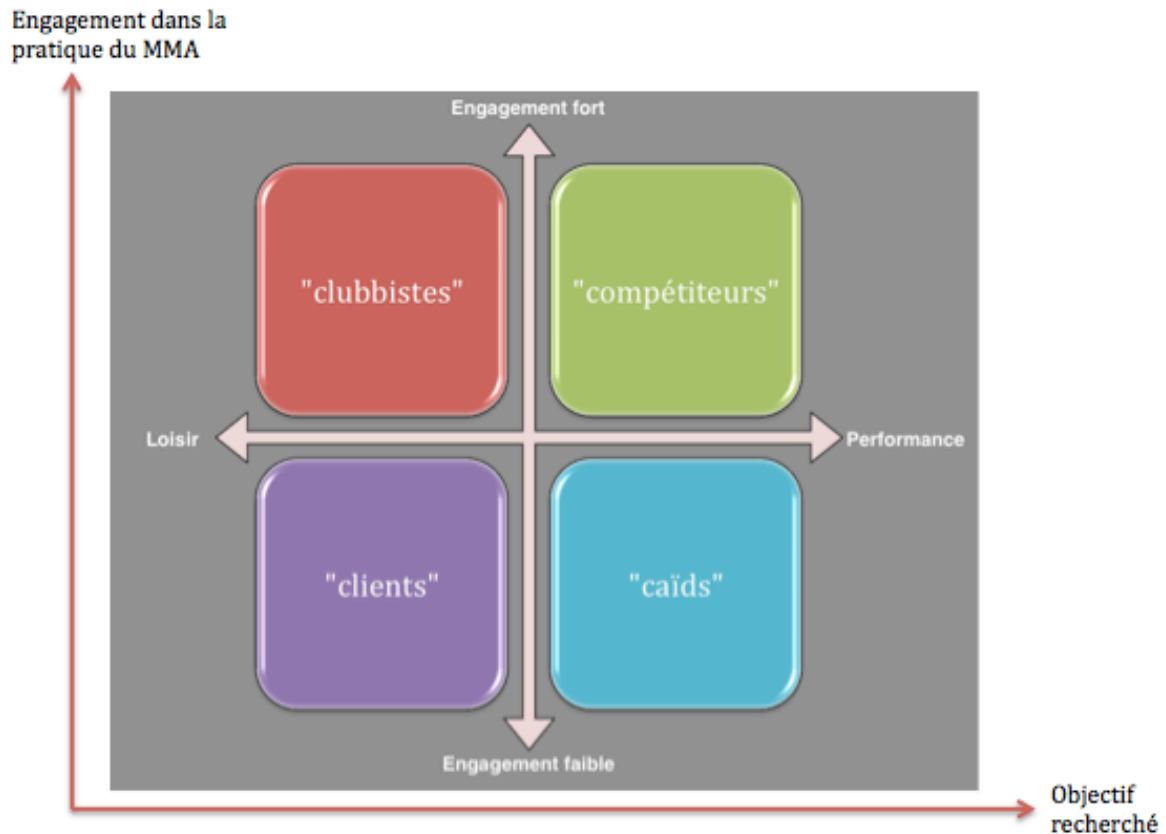 Engagement dans la
pratique du MMA
Engagement fort
"clubbistes"
"compétiteurs"
Loisir
Performance
"clients"
"caïds"
Engagement faible
Objectif
recherché